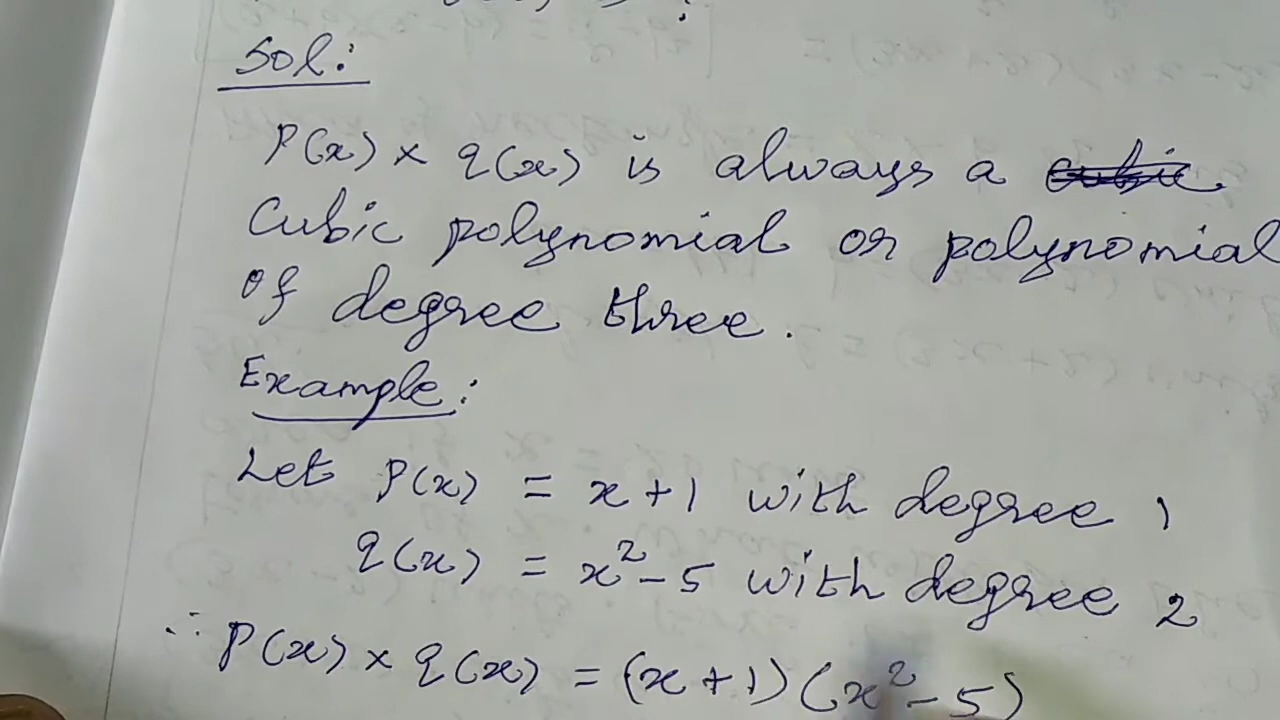 Sol:
P(x) × q(x) is always a
Cubic polynomial or polynomial
of degree three.
Example:
Let P(x) = x+1 with degree 1
q(x) = x²-5 with degree 2
∴ P(x) × q(x) = (x+1)(x²-5)